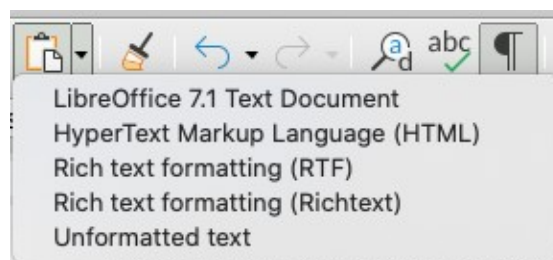 abc
LibreOffice 7.1 Text Document
HyperText Markup Language (HTML)
Rich text formatting (RTF)
Rich text formatting (Richtext)
Unformatted text